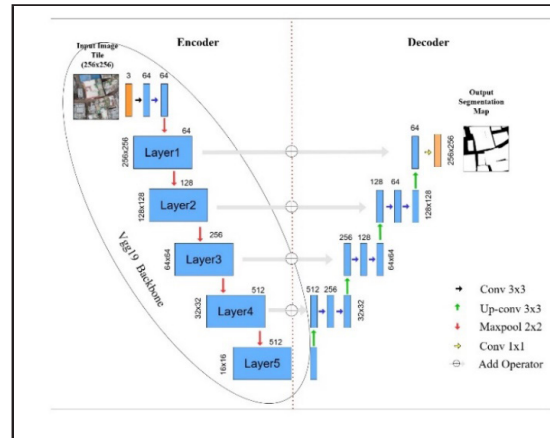 Input Image
Tile
(256x256)
Encoder
Decoder
3
64
64
Output
Segmentation
Map
64
256x256
64
256x256
Layer1
128
128
64
128x128
128x128
Layer2
256
256
128
64x64
64x64
Layer3
512
512
256
32x32
32x32
Layer4
512
16x16
Layer5
Vgg19 Backbone
Conv 3x3
Up-conv 3x3
Maxpool 2x2
Conv 1x1
Add Operator